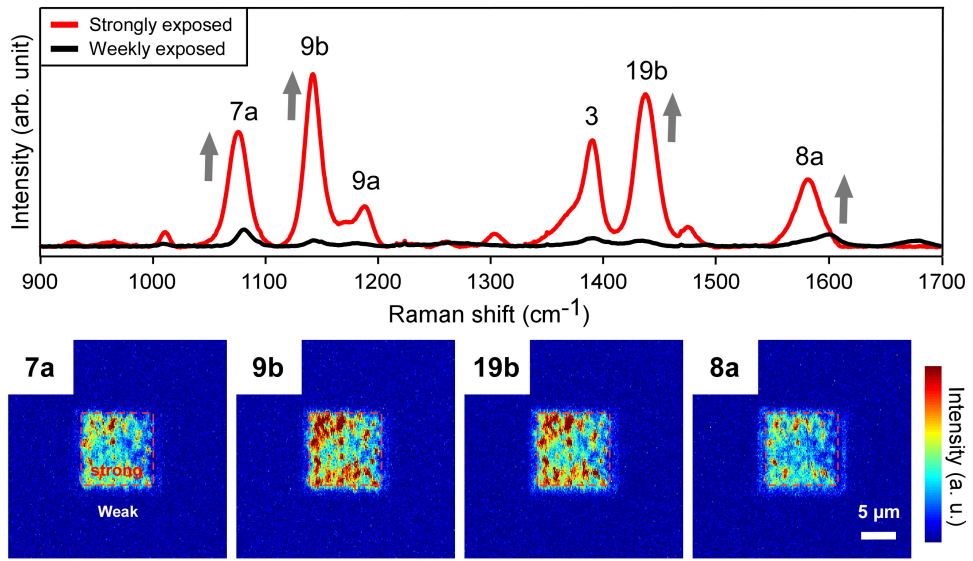 Strongly exposed
Weekly exposed
Intensity (arb. unit)
7a
9b
9a
3
19b
8a
900 1000 1100 1200 1300 1400 1500 1600 1700
Raman shift (cm-1)
7a
9b
19b
8a
strong
Weak
5 μm
Intensity (a. u.)